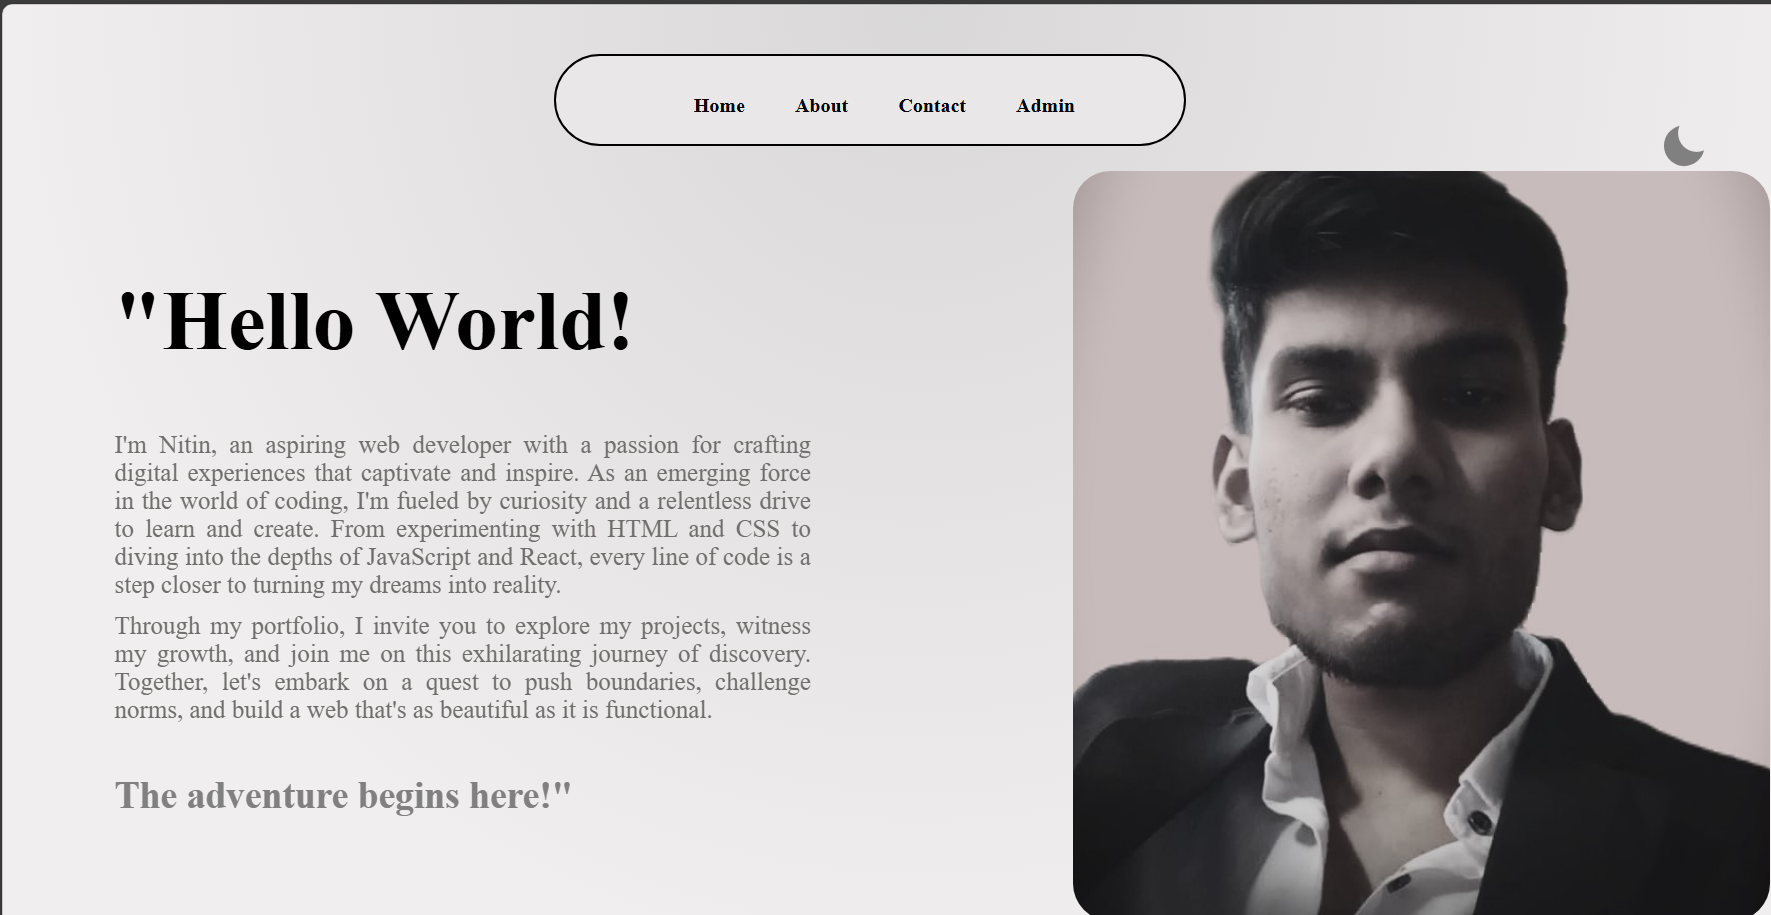 Home About Contact Admin
"Hello World!
I'm Nitin, an aspiring web developer with a passion for crafting
digital experiences that captivate and inspire. As an emerging force
in the world of coding, I'm fueled by curiosity and a relentless drive
to learn and create. From experimenting with HTML and CSS to
diving into the depths of JavaScript and React, every line of code is a
step closer to turning my dreams into reality.
Through my portfolio, I invite you to explore my projects, witness
my growth, and join me on this exhilarating journey of discovery.
Together, let's embark on a quest to push boundaries, challenge
norms, and build a web that's as beautiful as it is functional.
The adventure begins here!"